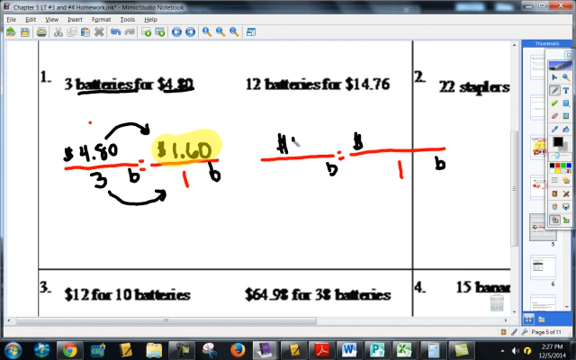 Chapter 5 LT #3 and #4 Homework.ink* - MimioStudio Notebook
File Edit View Insert Format Tools Help
Thumbnails
1. 3 batteries for $4.80 12 batteries for $14.76 2. 22 staplers
$4.80 = $1.60 $ = $
3 b 1 b b 1 b
3. $12 for 10 batteries $64.98 for 38 batteries 4. 15 banan
5
6
7
Page 5 of 11
2:27 PM
12/5/2014